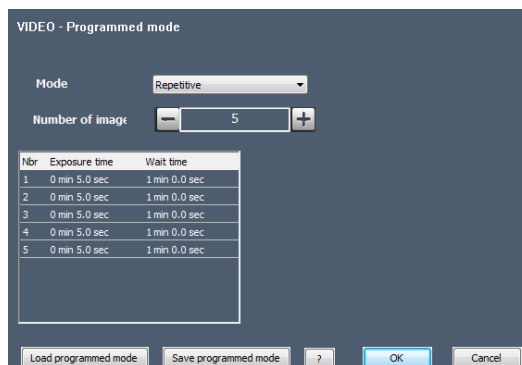 VIDEO - Programmed mode
Mode Repetitive
Number of image 5
Nbr Exposure time Wait time
1 0 min 5.0 sec 1 min 0.0 sec
2 0 min 5.0 sec 1 min 0.0 sec
3 0 min 5.0 sec 1 min 0.0 sec
4 0 min 5.0 sec 1 min 0.0 sec
5 0 min 5.0 sec 1 min 0.0 sec
Load programmed mode Save programmed mode ? OK Cancel